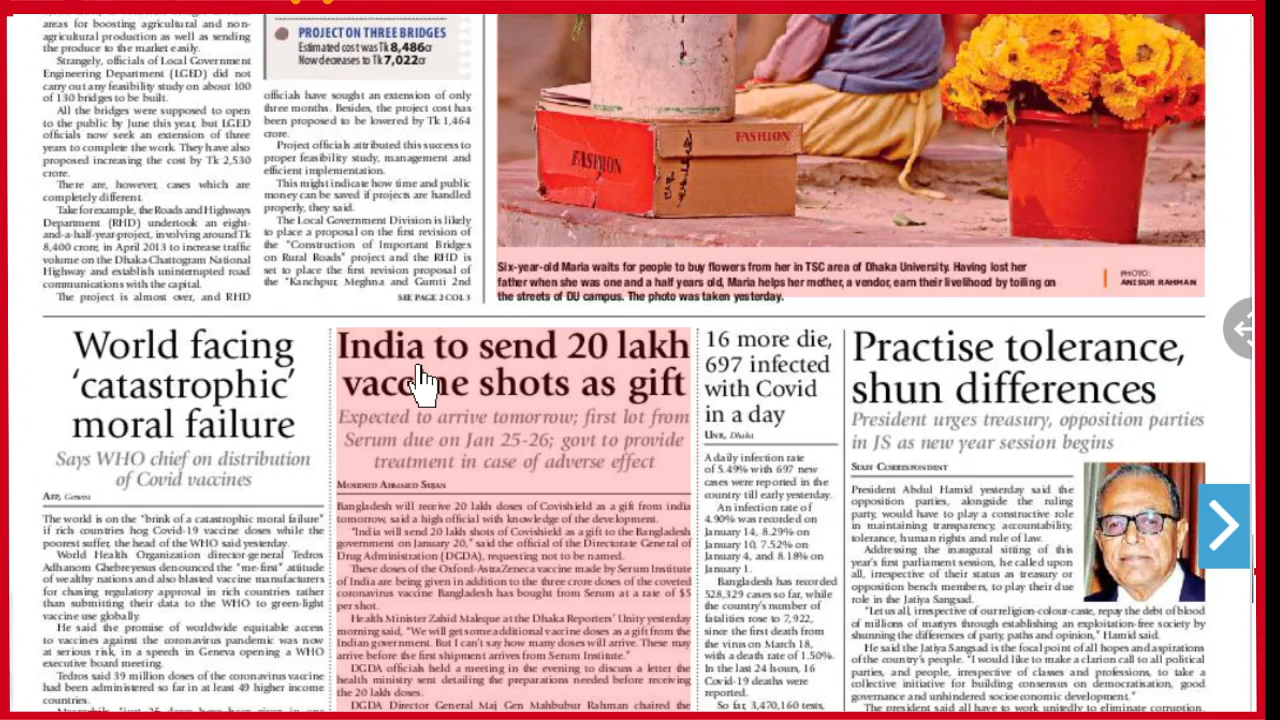 areas for boosting agricultural and non-
agricultural production as well as sending
the produce to the market easily.
Strangely, officials of Local Government
Engineering Department (LGED) did not
carry out any feasibility study on about 100
of 130 bridges to be built.
All the bridges were supposed to open
to the public by June this year, but LGED
officials now seek an extension of three
years to complete the work. They have also
proposed increasing the cost by Tk 2,530
crore.
There are, however, cases which are
completely different.
Take for example, the Roads and Highways
Department (RHD) undertook an eight-
and-a-half-year-project, involving around Tk
8,400 crore, in April 2013 to increase traffic
volume on the Dhaka-Chattogram National
Highway and establish uninterrupted road
communications with the capital.
The project is almost over, and RHD
PROJECT ON THREE BRIDGES
Estimated cost was Tk 8,486cr
Now decreases to Tk 7,022cr
officials have sought an extension of only
three months. Besides, the project cost has
been proposed to be lowered by Tk 1,464
crore.
Project officials attributed this success to
proper feasibility study, management and
efficient implementation.
This might indicate how time and public
money can be saved if projects are handled
properly, they said.
The Local Government Division is likely
to place a proposal on the first revision of
the "Construction of Important Bridges
on Rural Roads" project and the RHD is
set to place the first revision proposal of
the "Kanchpur, Meghna and Gumti 2nd
SEE PAGE 2 COL 3
FASHION
FASHION
Six-year-old Maria waits for people to buy flowers from her in TSC area of Dhaka University. Having lost her
father when she was one and a half years old, Maria helps her mother, a vendor, earn their livelihood by toiling on
the streets of DU campus. The photo was taken yesterday.
PHOTO:
ANISUR RAHMAN
World facing
'catastrophic'
moral failure
Says WHO chief on distribution
of Covid vaccines
AFP, Geneva
The world is on the "brink of a catastrophic moral failure"
if rich countries hog Covid-19 vaccine doses while the
poorest suffer, the head of the WHO said yesterday.
World Health Organization director-general Tedros
Adhanom Ghebreyesus denounced the "me-first" attitude
of wealthy nations and also blasted vaccine manufacturers
for chasing regulatory approval in rich countries rather
than submitting their data to the WHO to green-light
vaccine use globally.
He said the promise of worldwide equitable access
to vaccines against the coronavirus pandemic was now
at serious risk, in a speech in Geneva opening a WHO
executive board meeting.
Tedros said 39 million doses of the coronavirus vaccine
had been administered so far in at least 49 higher income
countries.
India to send 20 lakh
vaccine shots as gift
Expected to arrive tomorrow; first lot from
Serum due on Jan 25-26; govt to provide
treatment in case of adverse effect
MOUDUD AHMMED SUJAN
Bangladesh will receive 20 lakh doses of Covishield as a gift from india
tomorrow, said a high official with knowledge of the development.
"India will send 20 lakh shots of Covishield as a gift to the Bangladesh
government on January 20," said the official of the Directorate General of
Drug Administration (DGDA), requesting not to be named.
These doses of the Oxford-AstraZeneca vaccine made by Serum Institute
of India are being given in addition to the three crore doses of the coveted
coronavirus vaccine Bangladesh has bought from Serum at a rate of $5
per shot.
Health Minister Zahid Maleque at the Dhaka Reporters' Unity yesterday
morning said, "We will get some additional vaccine doses as a gift from the
Indian government. But I can't say how many doses will arrive. These may
arrive before the first shipment arrives from Serum Institute."
DGDA officials held a meeting in the evening to discuss a letter the
health ministry sent detailing the preparations needed before receiving
the 20 lakh doses.
DGDA Director General Maj Gen Mahbubur Rahman chaired the
16 more die,
697 infected
with Covid
in a day
UNB, Dhaka
A daily infection rate
of 5.49% with 697 new
cases were reported in the
country till early yesterday.
An infection rate of
4.90% was recorded on
January 14, 8.29% on
January 10, 7.52% on
January 4, and 8.18% on
January 1.
Bangladesh has recorded
528,329 cases so far, while
the country's number of
fatalities rose to 7,922,
since the first death from
the virus on March 18,
with a death rate of 1.50%.
In the last 24 hours, 16
Covid-19 deaths were
reported.
So far, 3,470,160 tests,
Practise tolerance,
shun differences
President urges treasury, opposition parties
in JS as new year session begins
STAFF CORRESPONDENT
President Abdul Hamid yesterday said the
opposition parties, alongside the ruling
party, would have to play a constructive role
in maintaining transparency, accountability,
tolerance, human rights and rule of law.
Addressing the inaugural sitting of this
year's first parliament session, he called upon
all, irrespective of their status as treasury or
opposition bench members, to play their due
role in the Jatiya Sangsad.
"Let us all, irrespective of our religion-colour-caste, repay the debt of blood
of millions of martyrs through establishing an exploitation-free society by
shunning the differences of party, paths and opinion," Hamid said.
He said the Jatiya Sangsad is the focal point of all hopes and aspirations
of the country's people. "I would like to make a clarion call to all political
parties, and people, irrespective of classes and professions, to take a
collective initiative for building consensus on democratisation, good
governance and unhindered socioeconomic development."
The president said all have to work unitedly to eliminate corruption,